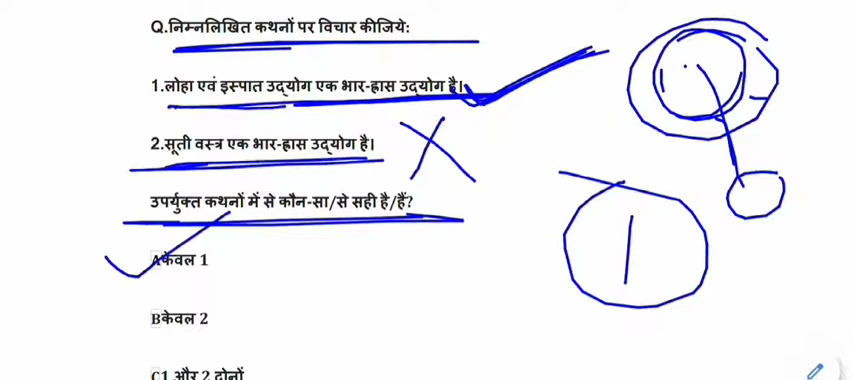 Q.निम्नलिखित कथनों पर विचार कीजिये:
1.लोहा एवं इस्पात उद्योग एक भार-ह्रास उद्योग है।
2.सूती वस्त्र एक भार-ह्रास उद्योग है।
उपर्युक्त कथनों में से कौन-सा/से सही है/हैं?
Aकेवल 1
1
Bकेवल 2
C1 और 2 दोनों